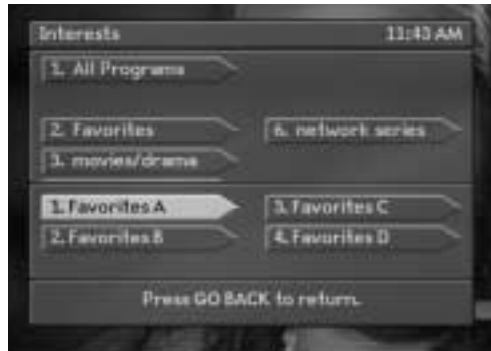 Interests 11:43 AM
1. All Programs
2. Favorites 6. network series
3. movies/drama
1. Favorites A 3. Favorites C
2. Favorites B 4. Favorites D
Press GO BACK to return.